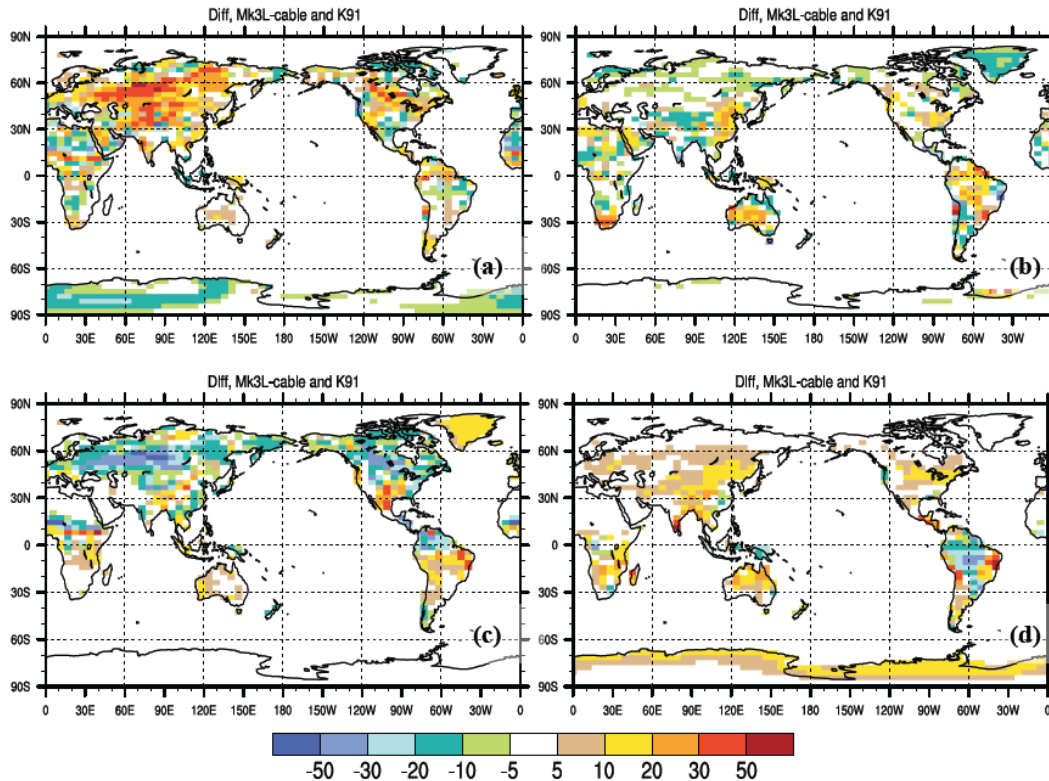 Diff, Mk3L-cable and K91
90N
60N
30N
0
30S
60S
90S
(a)
0 30E 60E 90E 120E 150E 180 150W 120W 90W 60W 30W 0
Diff, Mk3L-cable and K91
90N
60N
30N
0
30S
60S
90S
(b)
0 30E 60E 90E 120E 150E 180 150W 120W 90W 60W 30W 0
Diff, Mk3L-cable and K91
90N
60N
30N
0
30S
60S
90S
(c)
0 30E 60E 90E 120E 150E 180 150W 120W 90W 60W 30W 0
Diff, Mk3L-cable and K91
90N
60N
30N
0
30S
60S
90S
(d)
0 30E 60E 90E 120E 150E 180 150W 120W 90W 60W 30W 0
-50 -30 -20 -10 -5 5 10 20 30 50